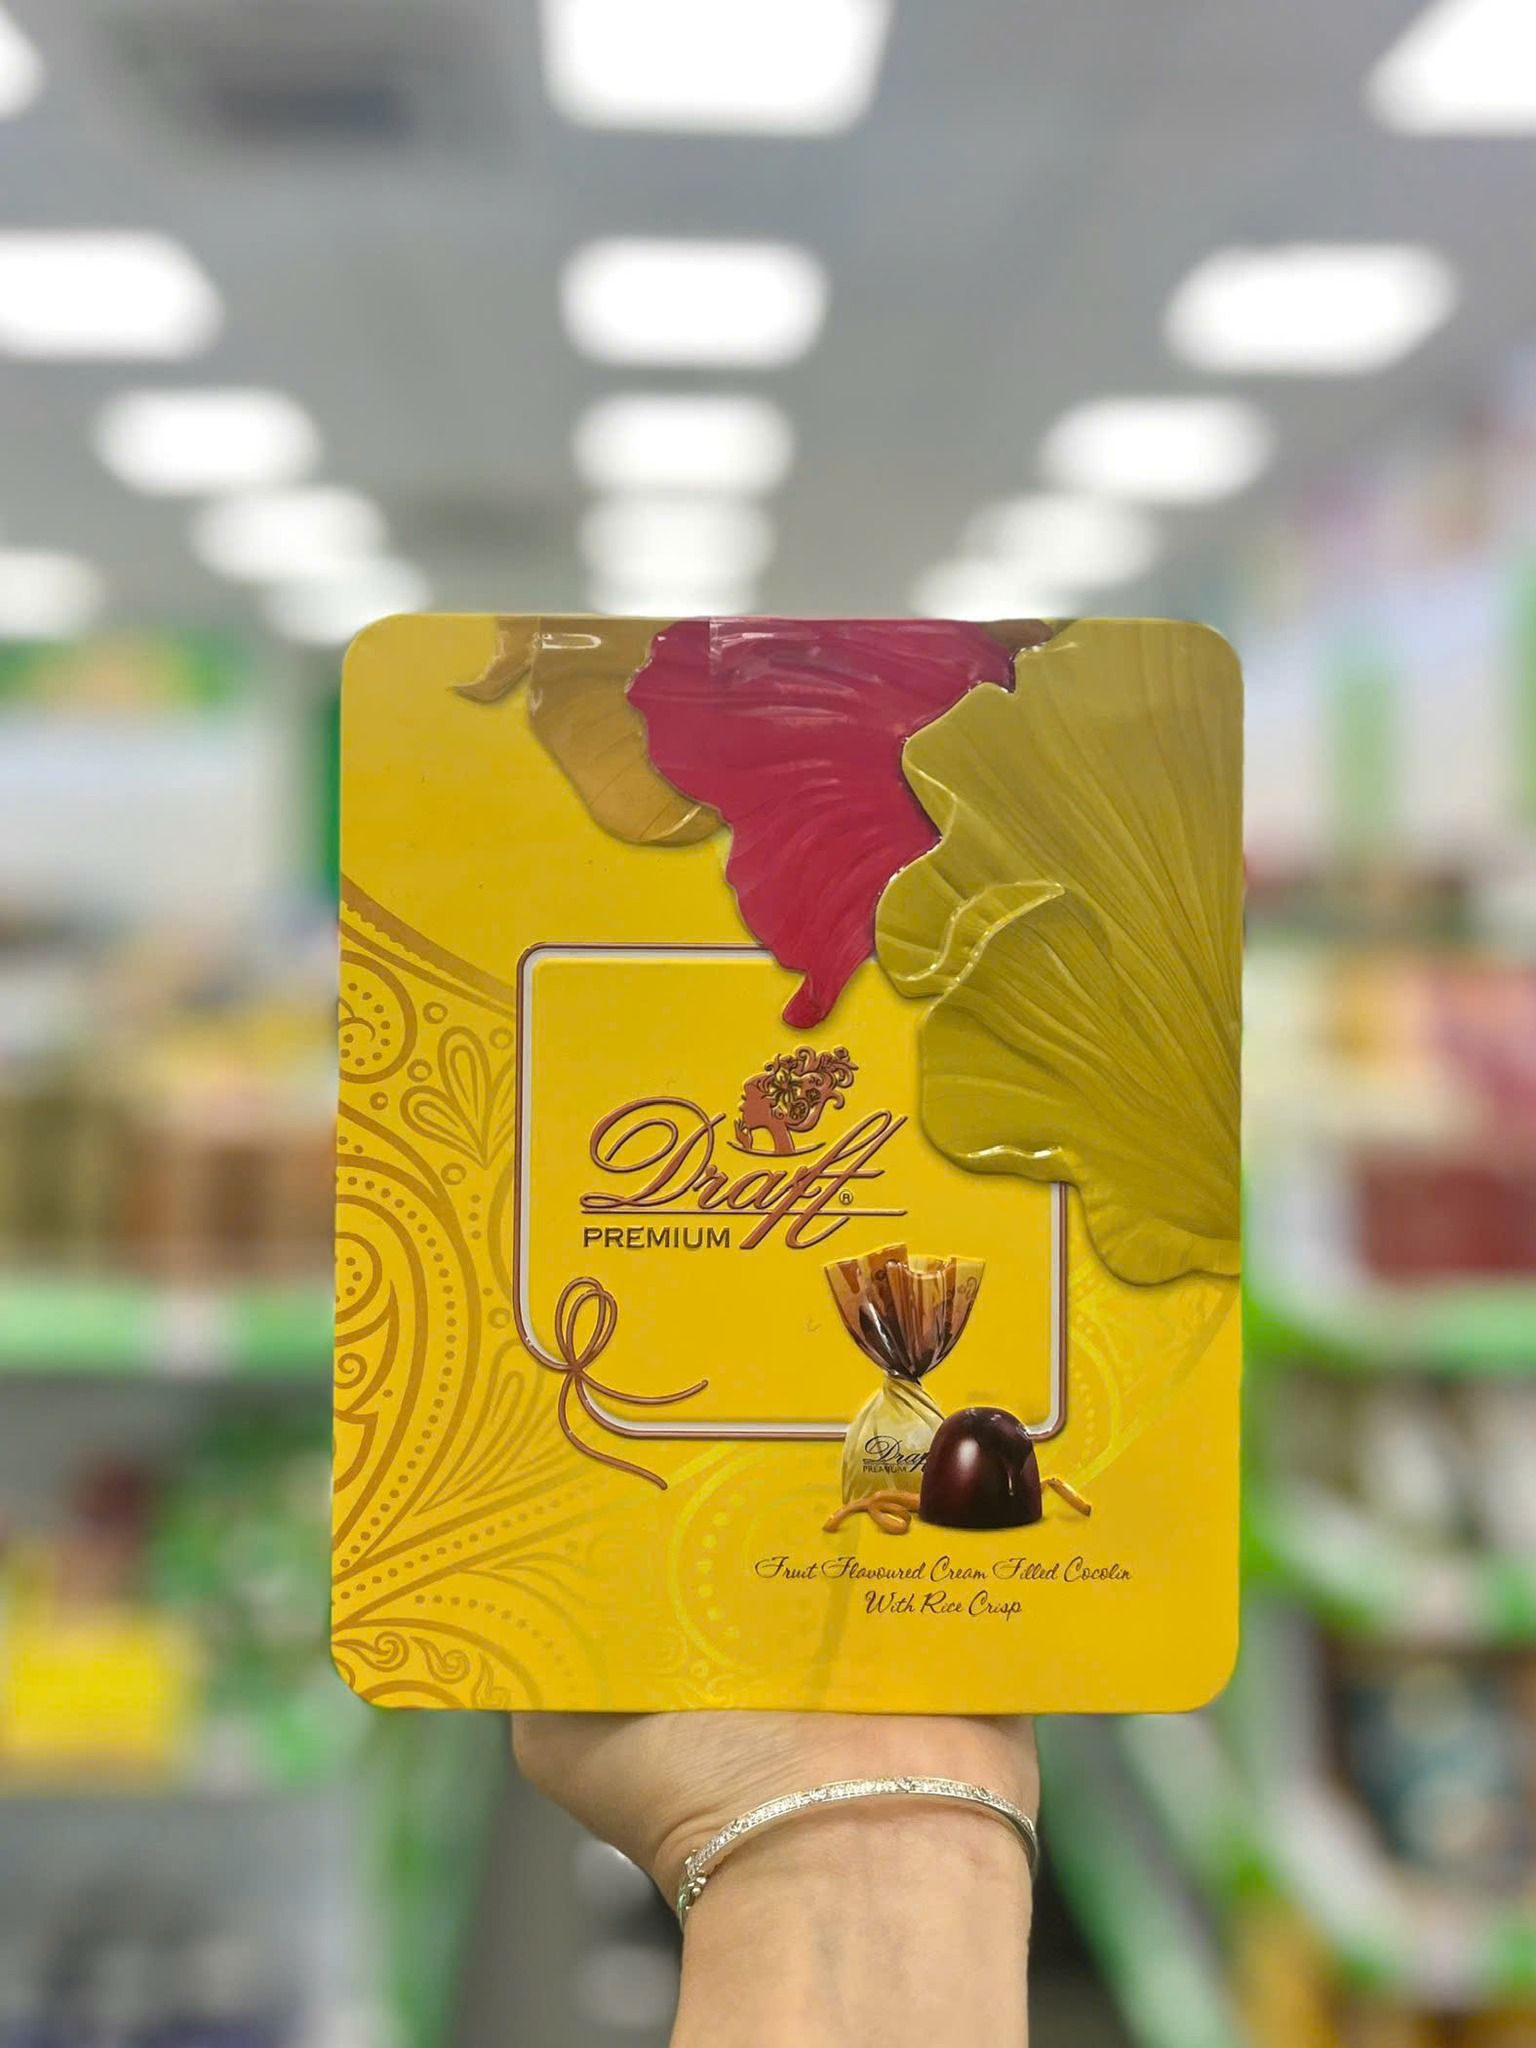 Draft®
PREMIUM
Draft
PREMIUM
Fruit Flavoured Cream Filled Cocolin
With Rice Crisp